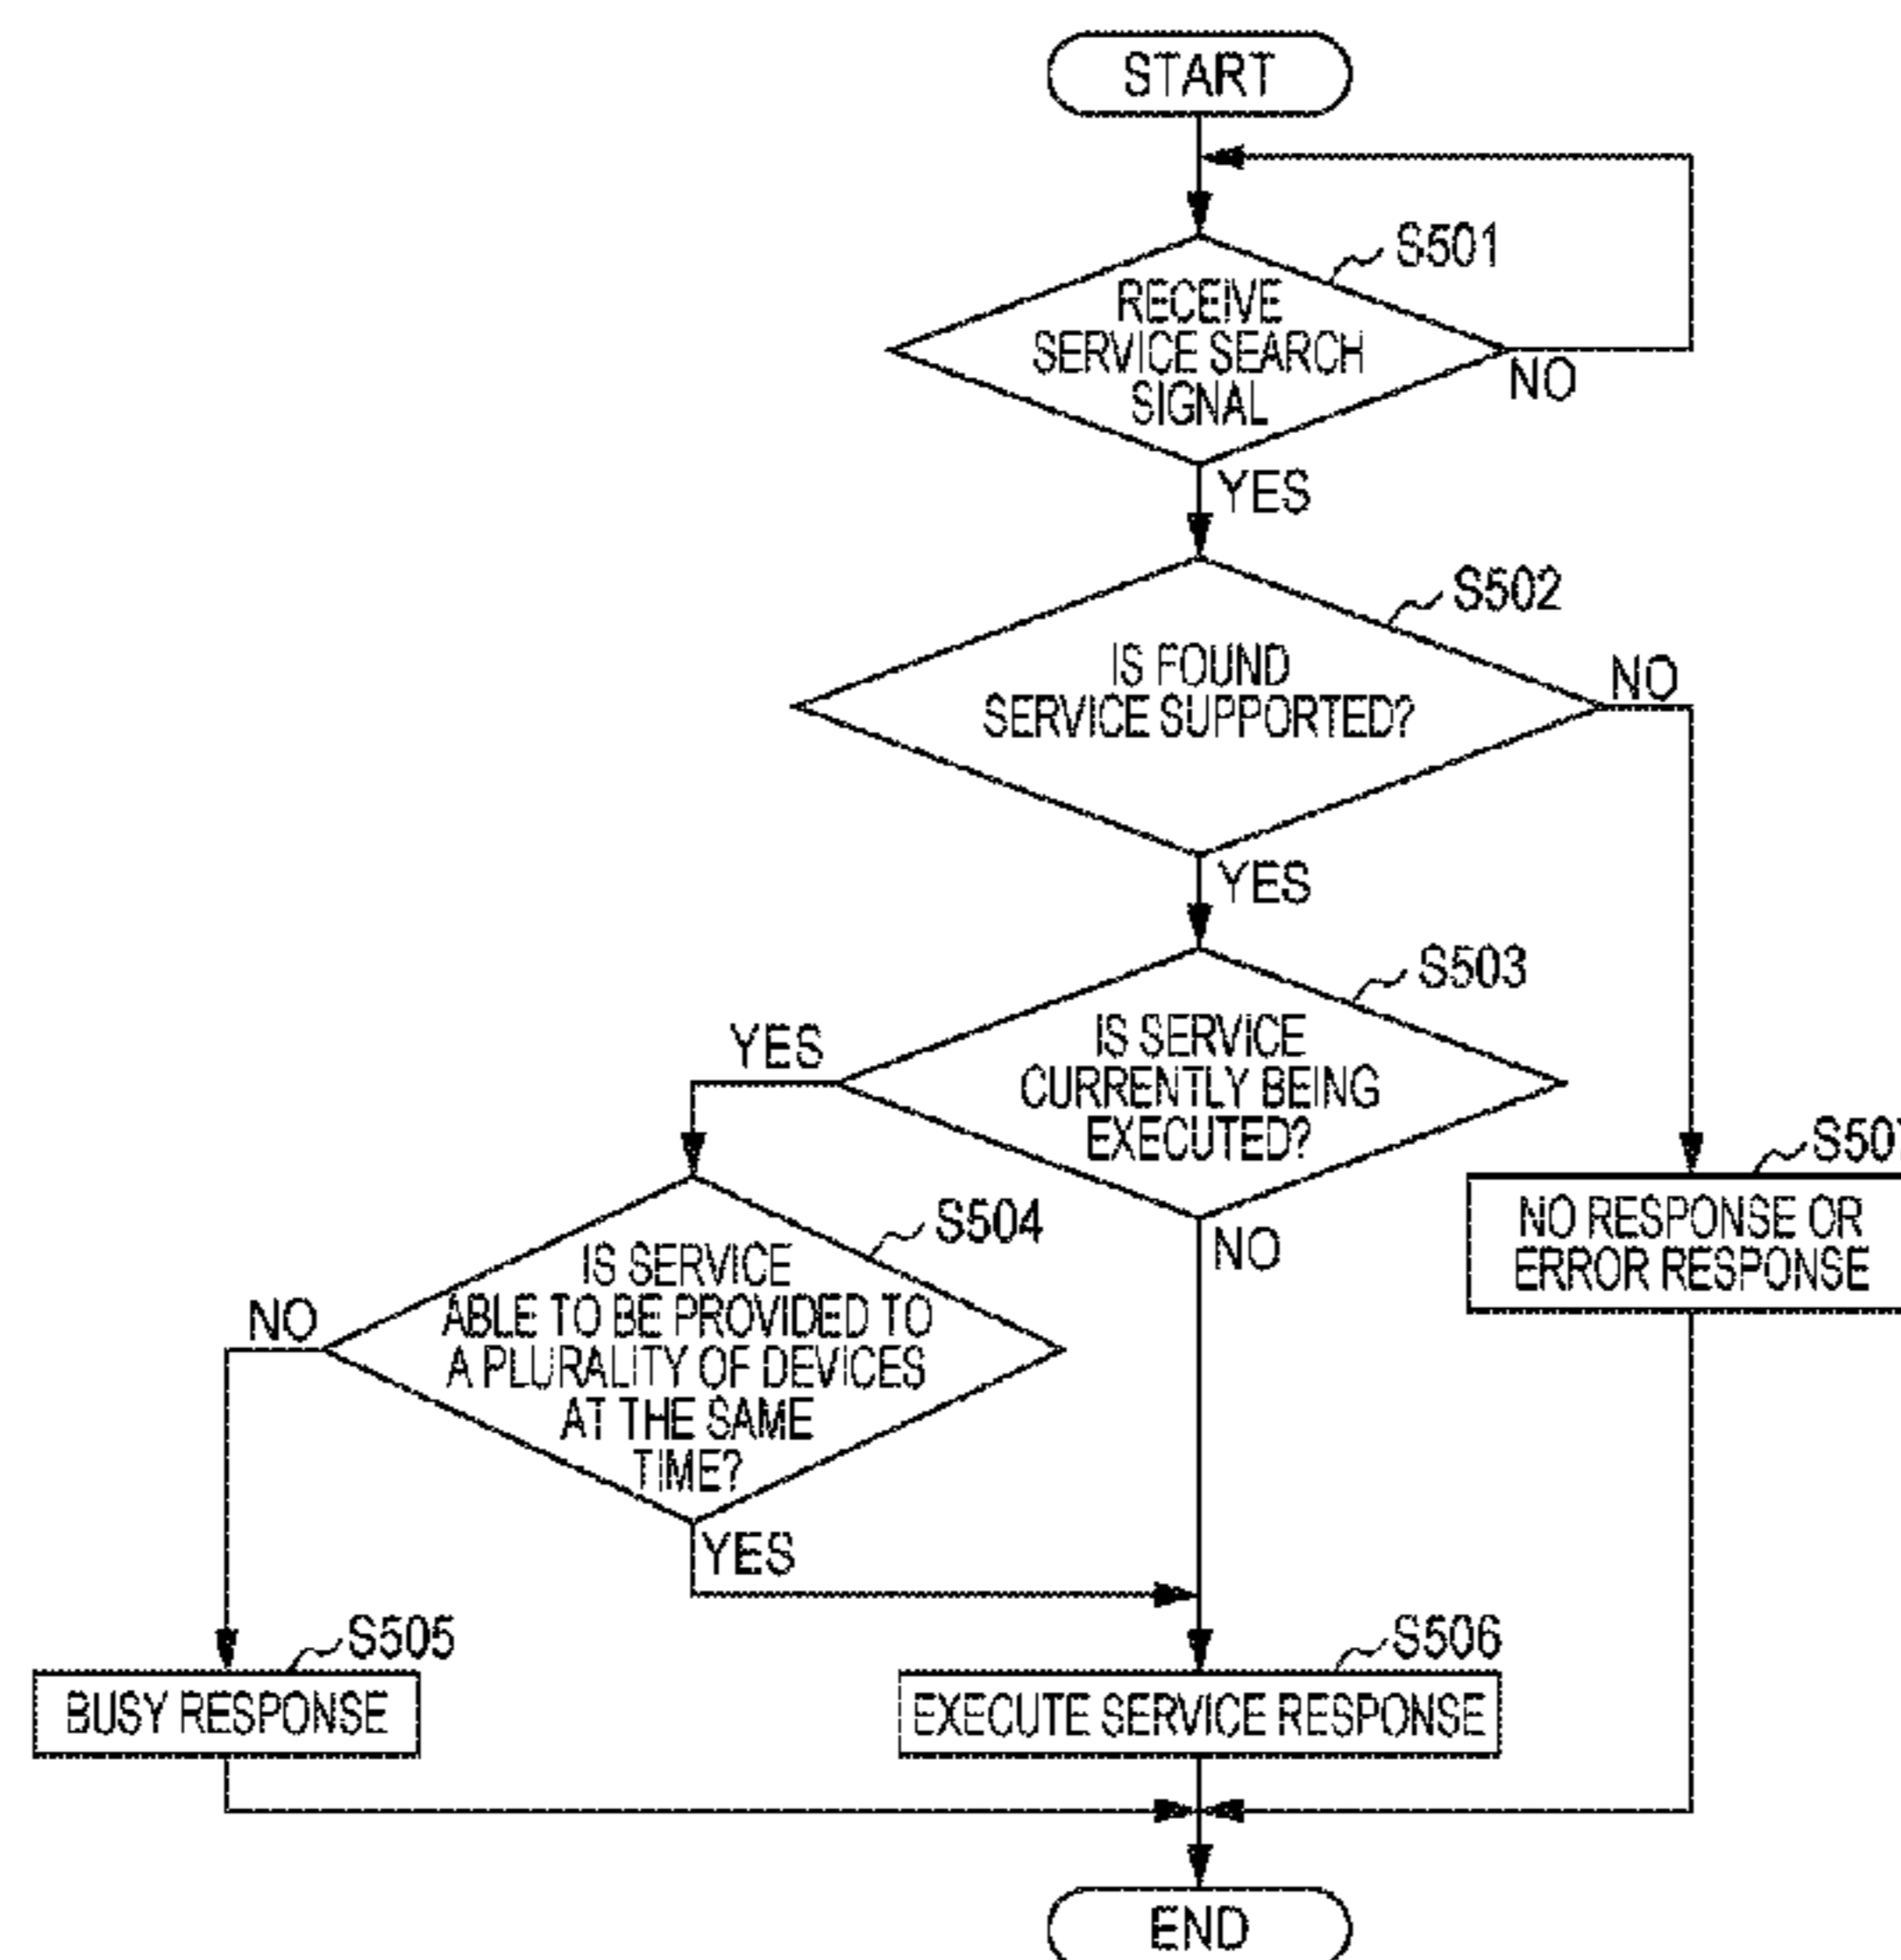 START
S501
RECEIVE
SERVICE SEARCH
SIGNAL
NO
YES
S502
IS FOUND
SERVICE SUPPORTED?
NO
YES
S503
IS SERVICE
CURRENTLY BEING
EXECUTED?
YES
NO
S507
NO RESPONSE OR
ERROR RESPONSE
S504
IS SERVICE
ABLE TO BE PROVIDED TO
A PLURALITY OF DEVICES
AT THE SAME
TIME?
NO
YES
S505
BUSY RESPONSE
S506
EXECUTE SERVICE RESPONSE
END